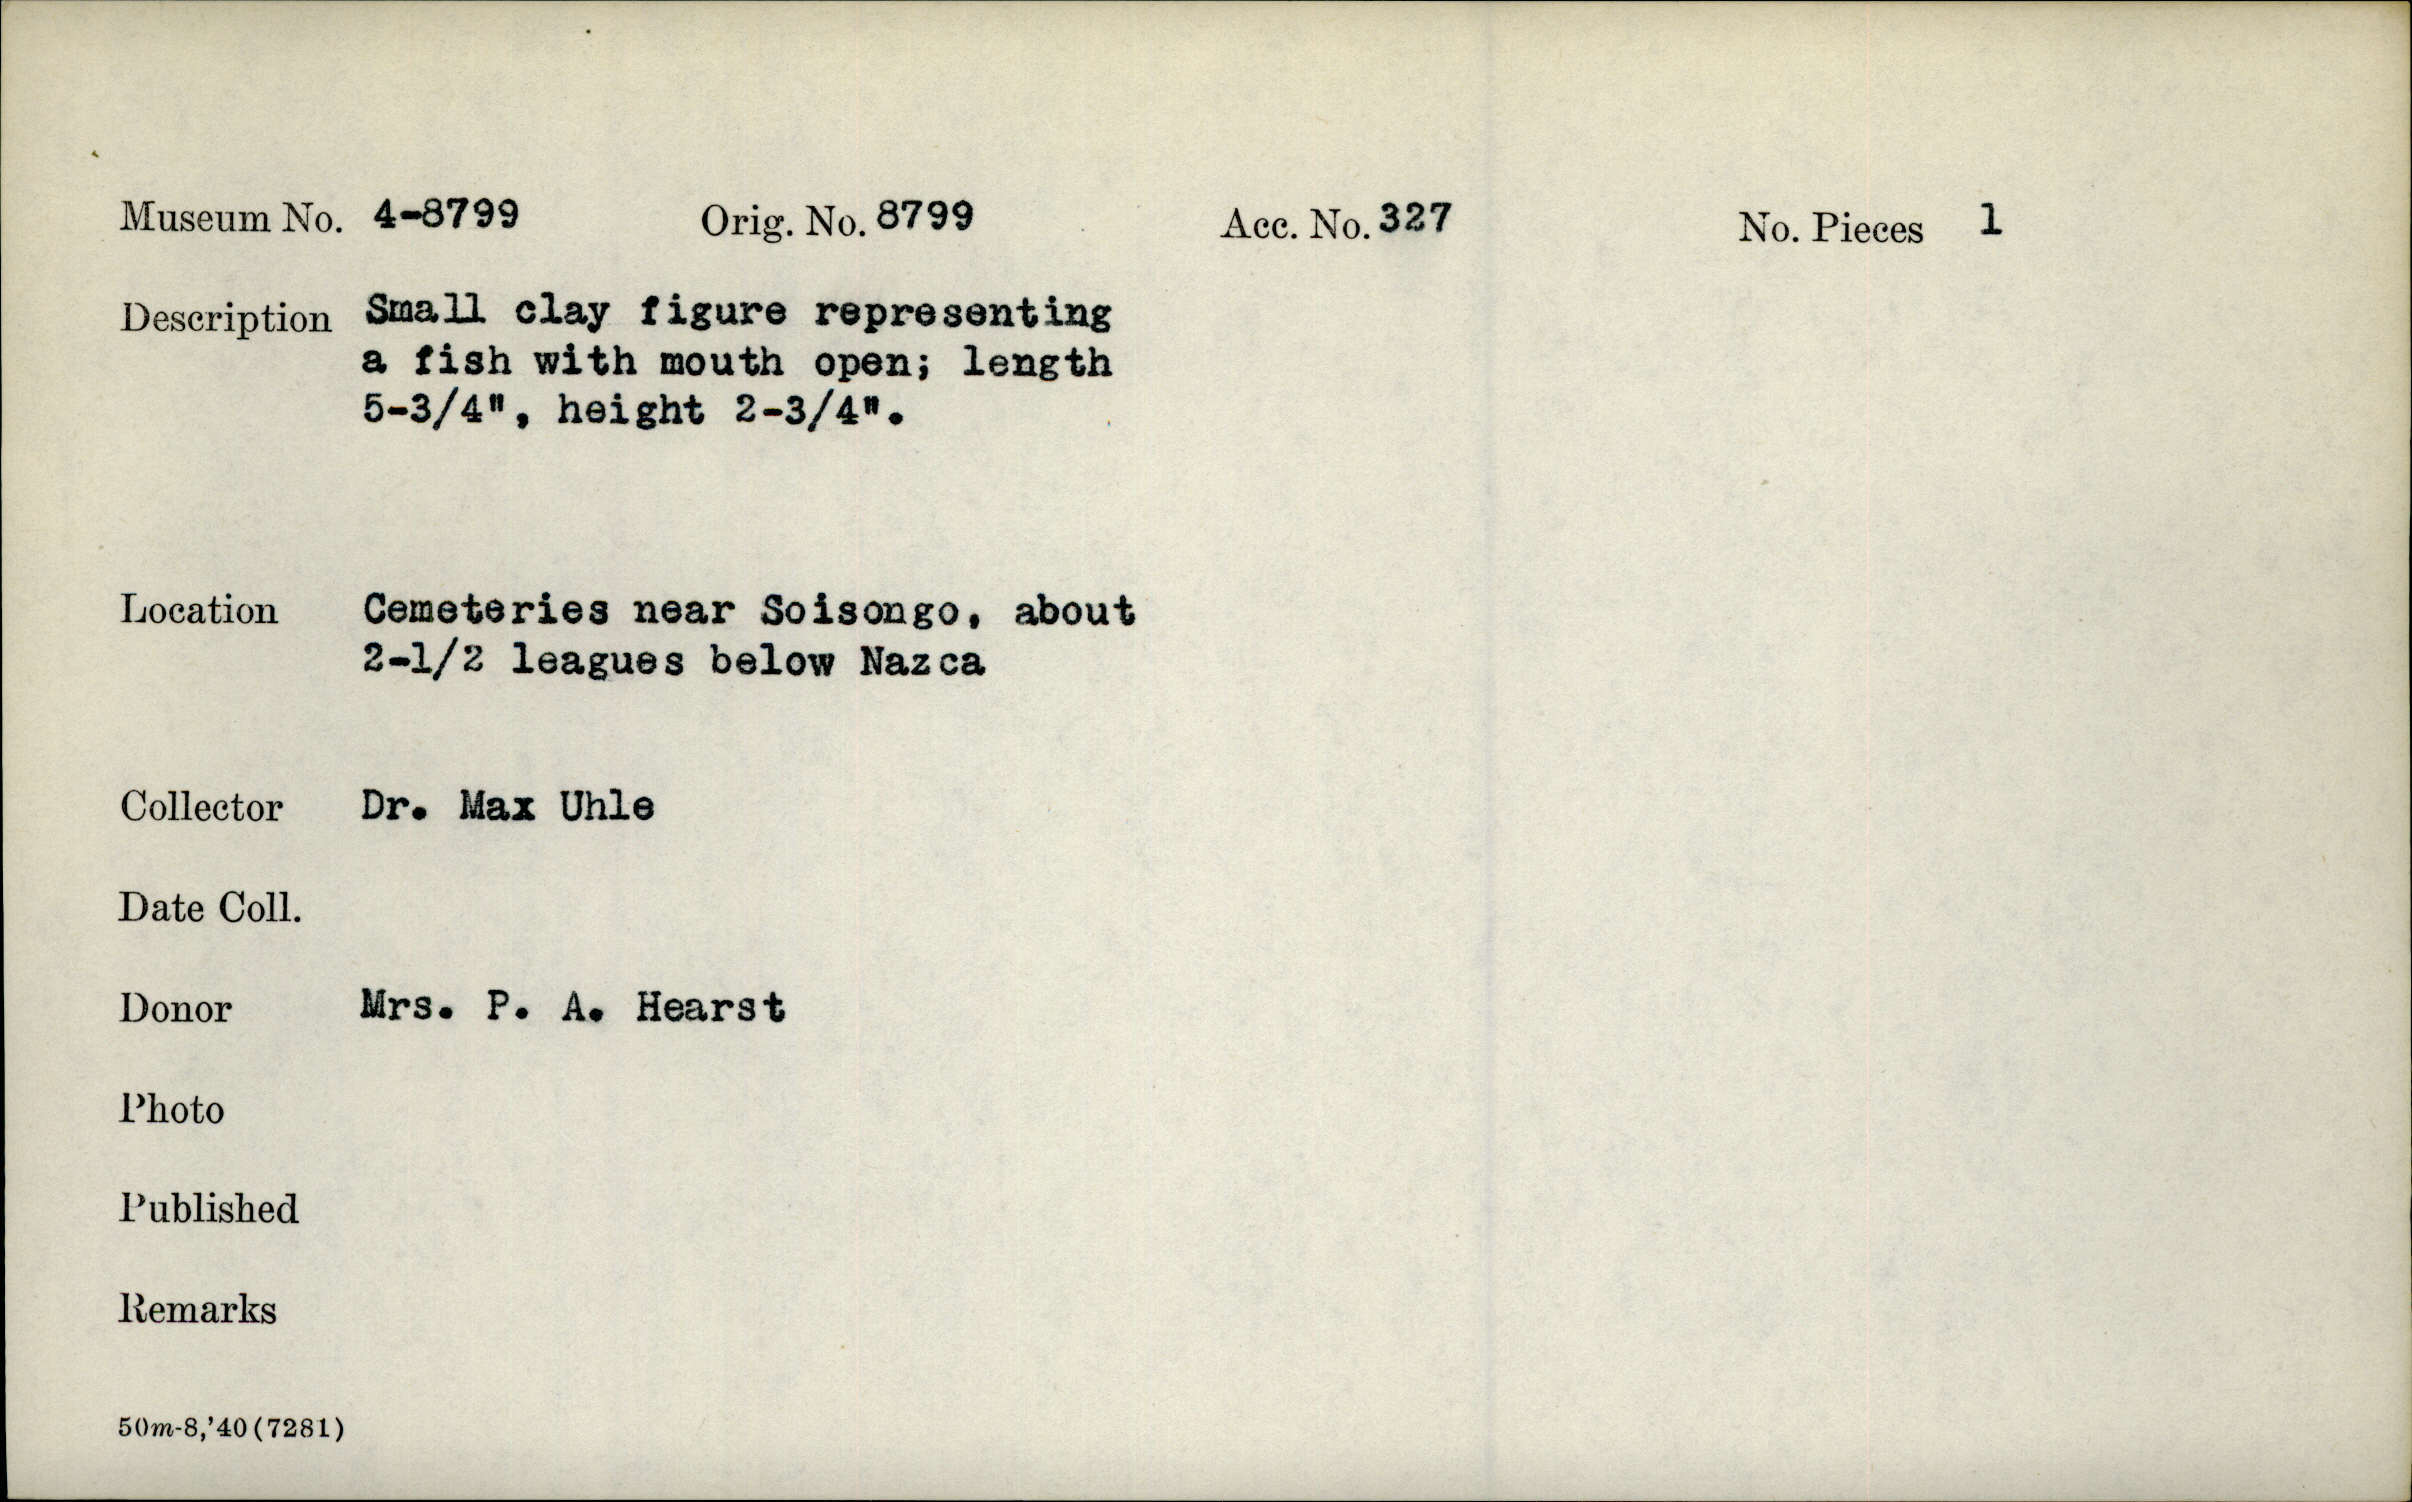 Museum No. 4-8799 Orig. No. 8799 Acc. No. 327 No. Pieces 1
Description Small clay figure representing
a fish with mouth open; length
5-3/4", height 2-3/4".
Location Cemeteries near Soisongo, about
2-1/2 leagues below Nazca
Collector Dr. Max Uhle
Date Coll.
Donor Mrs. P. A. Hearst
Photo
Published
Remarks
50m-8,'40(7281)